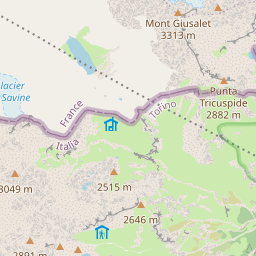 Mont Giusalet
3313 m
Glacier
Savine
France
Italia
Torino
Punta
Tricuspide
2882 m
3049 m
2515 m
2646 m
2891 m